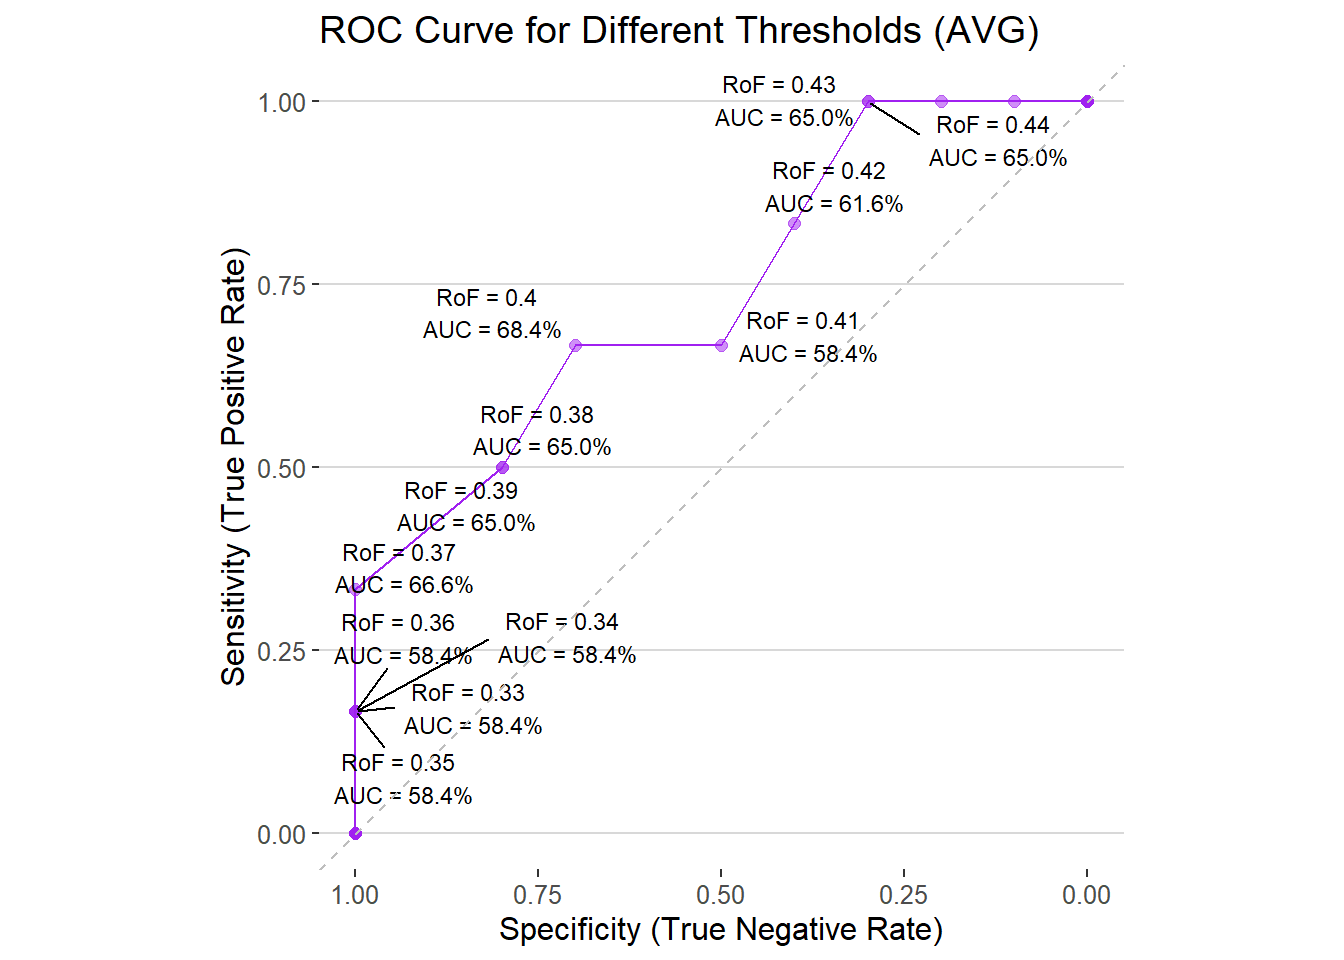 ROC Curve for Different Thresholds (AVG)
RoF = 0.43
AUC = 65.0%
RoF = 0.44
AUC = 65.0%
RoF = 0.42
AUC = 61.6%
RoF = 0.4
AUC = 68.4%
RoF = 0.41
AUC = 58.4%
RoF = 0.38
AUC = 65.0%
RoF = 0.39
AUC = 65.0%
RoF = 0.37
AUC = 66.6%
RoF = 0.36
AUC = 58.4%
RoF = 0.34
AUC = 58.4%
RoF = 0.33
AUC = 58.4%
RoF = 0.35
AUC = 58.4%
Sensitivity (True Positive Rate)
1.00
0.75
0.50
0.25
0.00
1.00 0.75 0.50 0.25 0.00
Specificity (True Negative Rate)